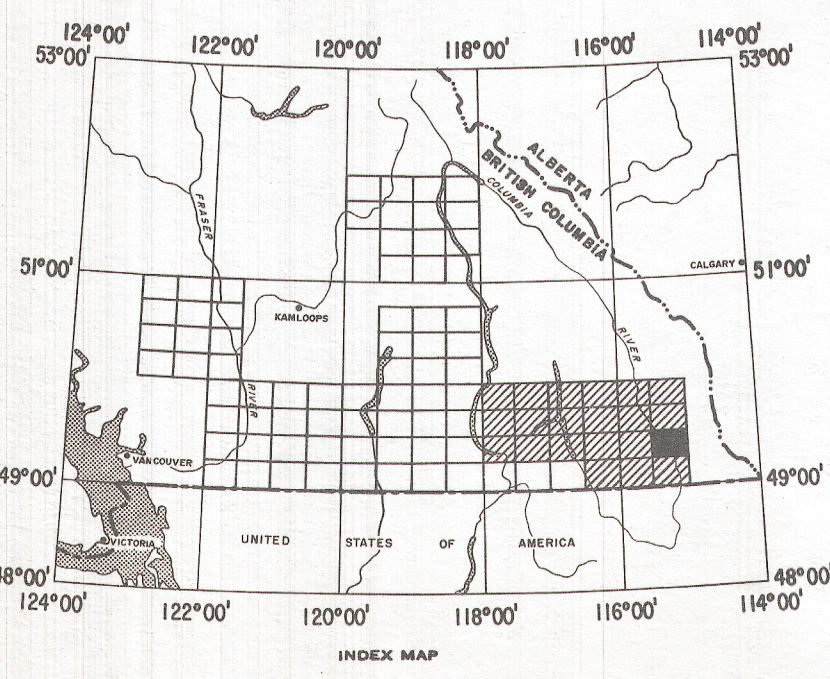 124°00' 122°00' 120°00' 118°00' 116°00' 114°00'
53°00' 53°00'
ALBERTA
BRITISH COLUMBIA
COLUMBIA
FRASER
CALGARY
51°00' 51°00'
KAMLOOPS
RIVER
RIVER
VANCOUVER
49°00' 49°00'
VICTORIA
UNITED STATES OF AMERICA
48°00' 48°00'
124°00' 122°00' 120°00' 118°00' 116°00' 114°00'
INDEX MAP